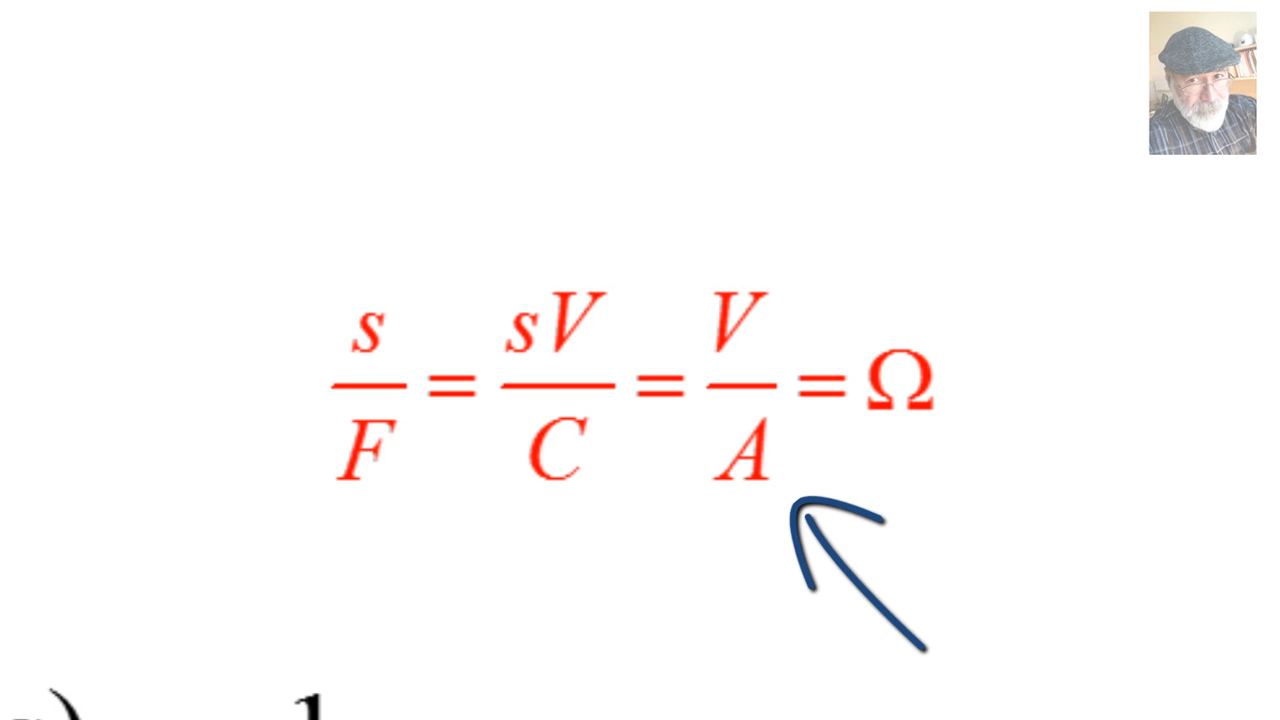 s/F = sV/C = V/A = Ω